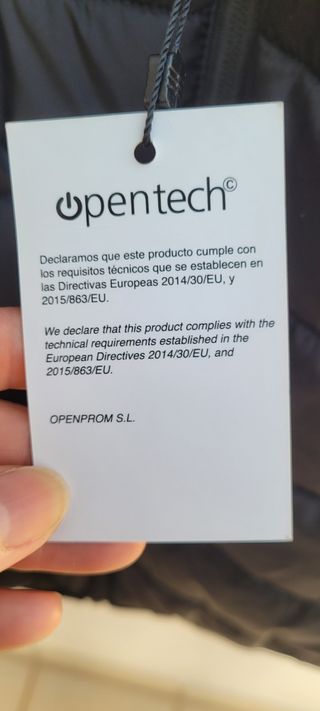 opentech©
Declaramos que este producto cumple con
los requisitos técnicos que se establecen en
las Directivas Europeas 2014/30/EU, y
2015/863/EU.
We declare that this product complies with the
technical requirements established in the
European Directives 2014/30/EU, and
2015/863/EU.
OPENPROM S.L.